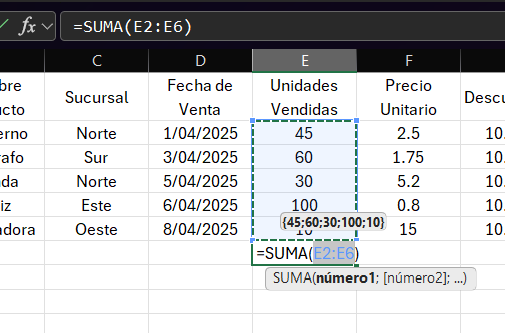 fx =SUMA(E2:E6)
C D E F
bre Fecha de Unidades Precio
ucto Sucursal Venta Vendidas Unitario Descu
erno Norte 1/04/2025 45 2.5 10.
rafo Sur 3/04/2025 60 1.75 10.
da Norte 5/04/2025 30 5.2 10.
iz Este 6/04/2025 100 0.8 10.
{45;60;30;100;10}
adora Oeste 8/04/2025 10 15 10.
=SUMA(E2:E6)
SUMA(número1; [número2]; ...)